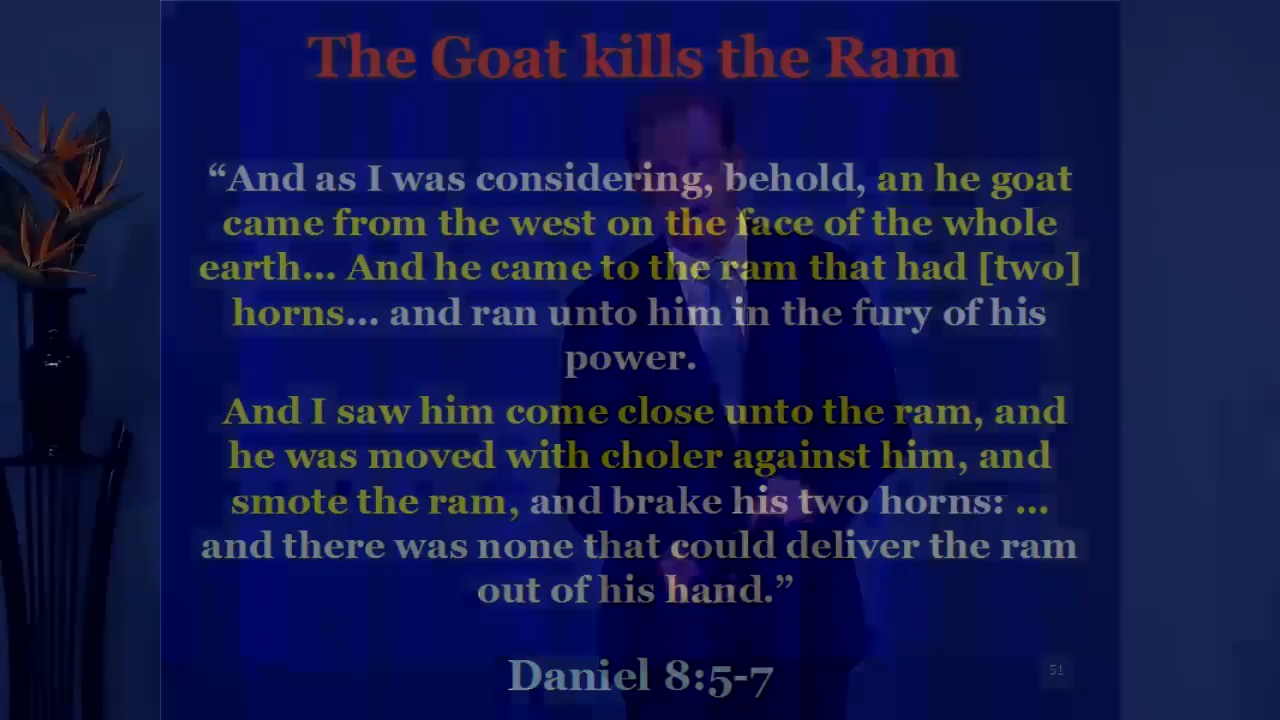 The Goat kills the Ram
“And as I was considering, behold, an he goat
came from the west on the face of the whole
earth... And he came to the ram that had [two]
horns... and ran unto him in the fury of his
power.
And I saw him come close unto the ram, and
he was moved with choler against him, and
smote the ram, and brake his two horns: ...
and there was none that could deliver the ram
out of his hand.”
Daniel 8:5-7
51